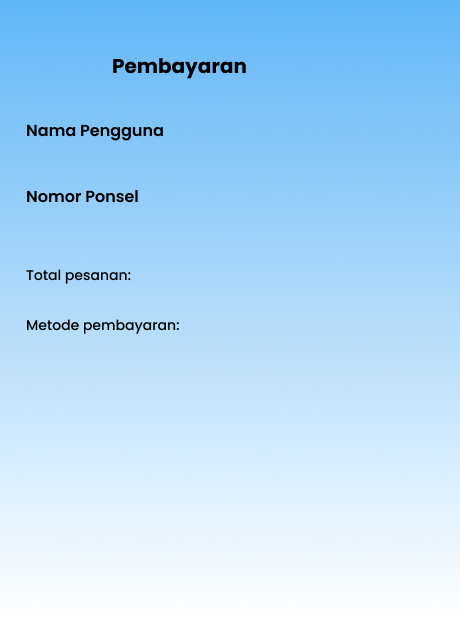 Pembayaran
Nama Pengguna
Nomor Ponsel
Total pesanan:
Metode pembayaran: